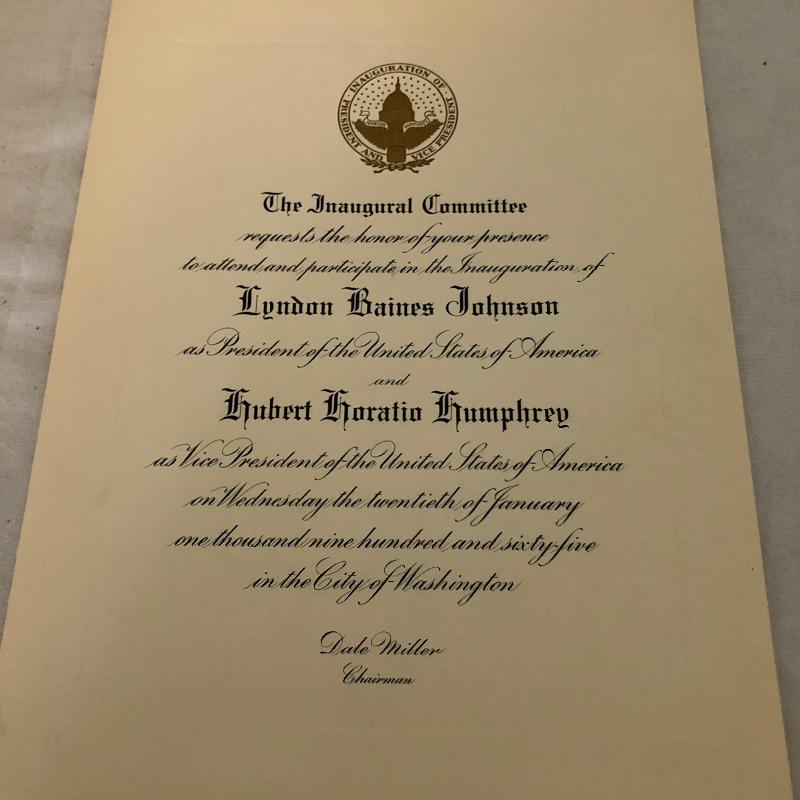 INAUGURATION OF
PRESIDENT AND VICE PRESIDENT
The Inaugural Committee
requests the honor of your presence
to attend and participate in the Inauguration of
Lyndon Baines Johnson
as President of the United States of America
and
Hubert Horatio Humphrey
as Vice President of the United States of America
on Wednesday the twentieth of January
one thousand nine hundred and sixty-five
in the City of Washington
Dale Miller
Chairman